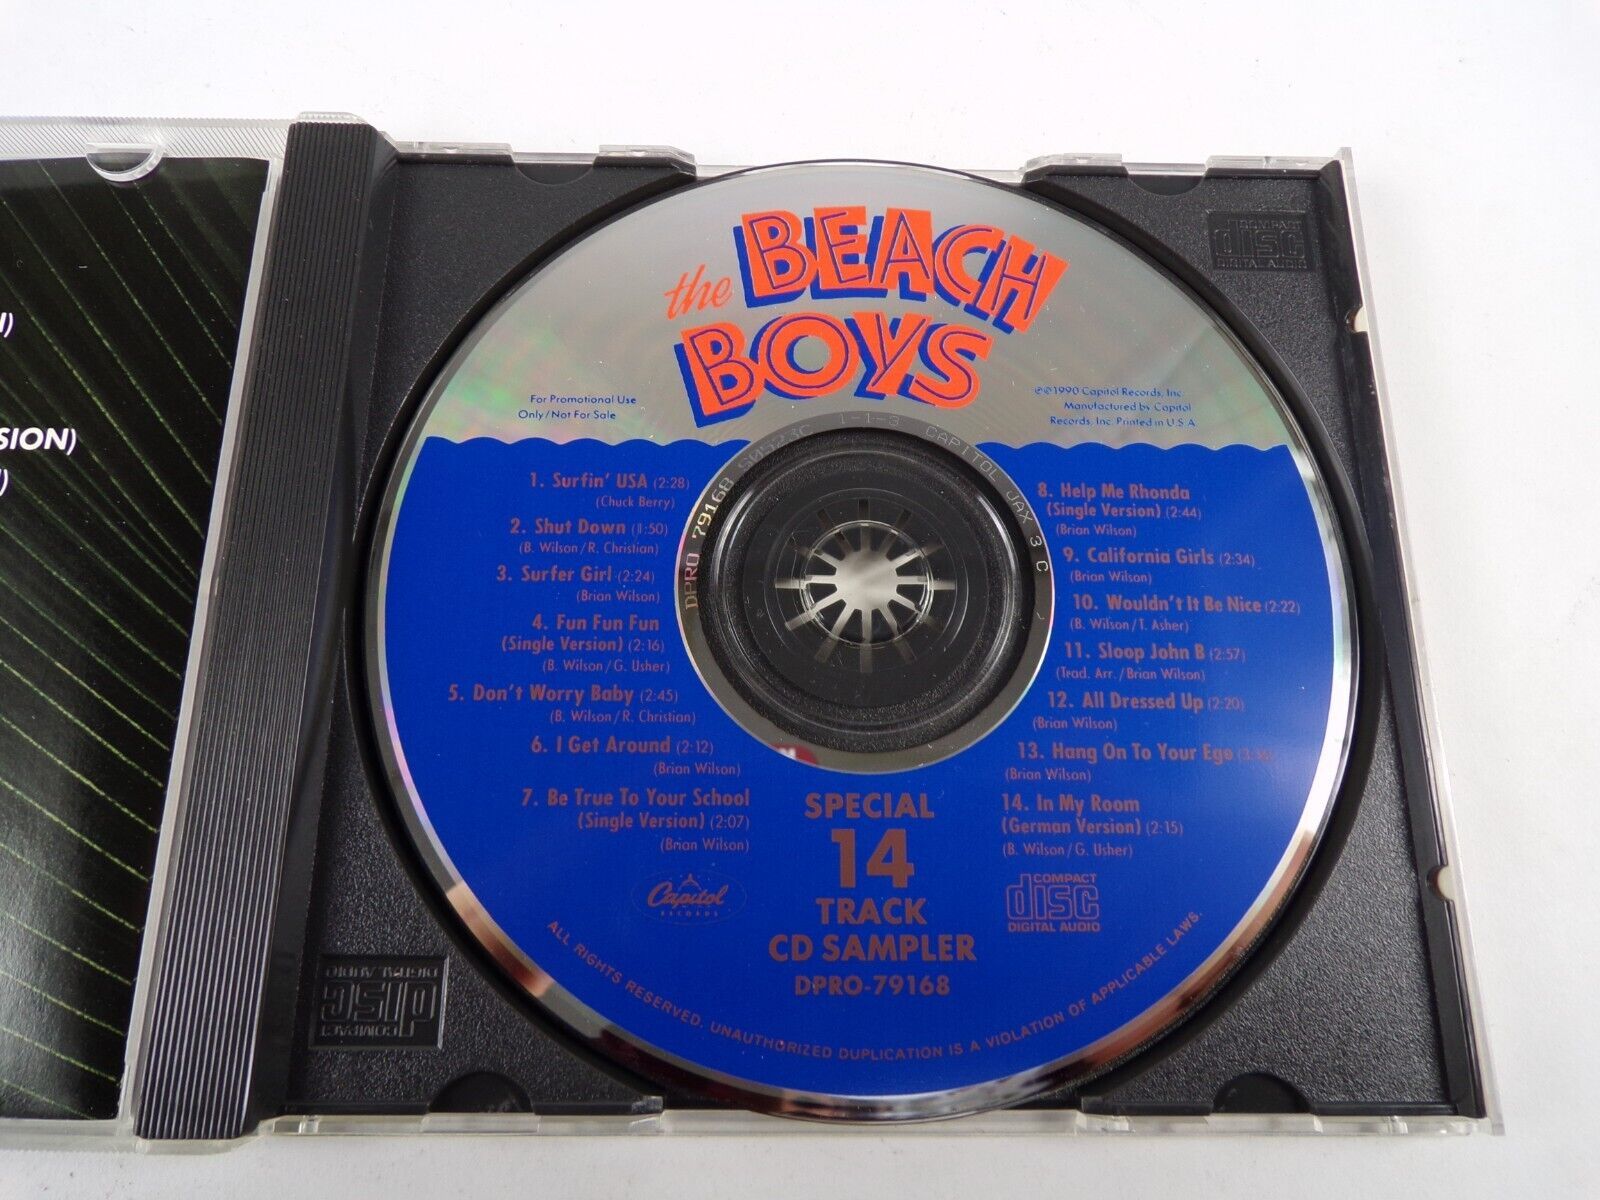 the BEACH
BOYS
For Promotional Use
Only/Not For Sale
℗©1990 Capitol Records, Inc.
Manufactured by Capitol
Records, Inc. Printed in U.S.A.
1. Surfin' USA (2:28)
(Chuck Berry)
2. Shut Down (1:50)
(B. Wilson/R. Christian)
3. Surfer Girl (2:24)
(Brian Wilson)
4. Fun Fun Fun
(Single Version) (2:16)
(B. Wilson/G. Usher)
5. Don't Worry Baby (2:45)
(B. Wilson/R. Christian)
6. I Get Around (2:12)
(Brian Wilson)
7. Be True To Your School
(Single Version) (2:07)
(Brian Wilson)
8. Help Me Rhonda
(Single Version) (2:44)
(Brian Wilson)
9. California Girls (2:34)
(Brian Wilson)
10. Wouldn't It Be Nice (2:22)
(B. Wilson/T. Asher)
11. Sloop John B (2:57)
(Trad. Arr./Brian Wilson)
12. All Dressed Up (2:20)
(Brian Wilson)
13. Hang On To Your Ego
(Brian Wilson)
14. In My Room
(German Version) (2:15)
(B. Wilson/G. Usher)
SPECIAL
14
TRACK
CD SAMPLER
DPRO-79168
Capitol
RECORDS
COMPACT
disc
DIGITAL AUDIO
ALL RIGHTS RESERVED. UNAUTHORIZED DUPLICATION IS A VIOLATION OF APPLICABLE LAWS.
DPRO 79168 S0523C 1-1-3 CAPITOL JAX 3 C
COMPACT
disc
DIGITAL AUDIO
COMPACT
disc
DIGITAL AUDIO
SION)